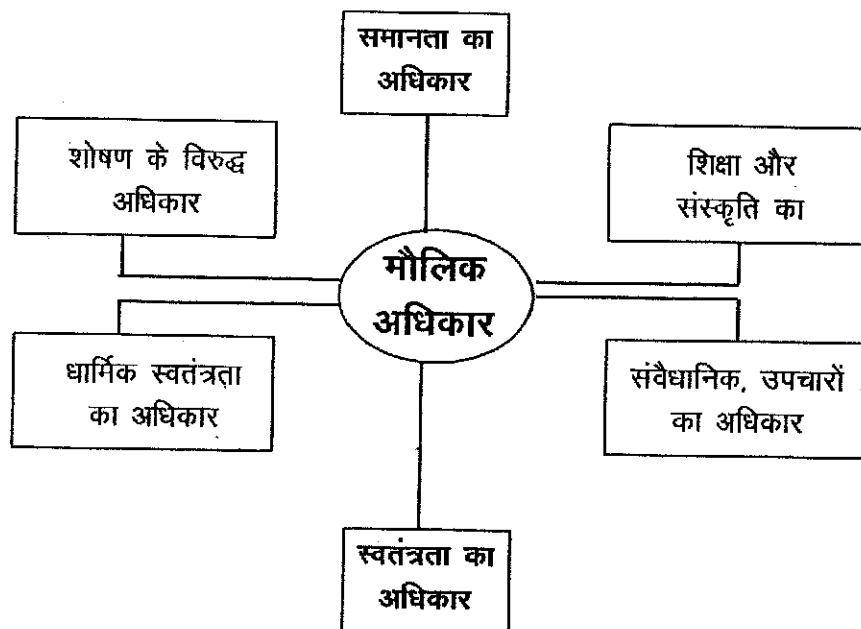 समानता का
अधिकार
शोषण के विरुद्ध
अधिकार
शिक्षा और
संस्कृति का
मौलिक
अधिकार
धार्मिक स्वतंत्रता
का अधिकार
संवैधानिक, उपचारों
का अधिकार
स्वतंत्रता का
अधिकार